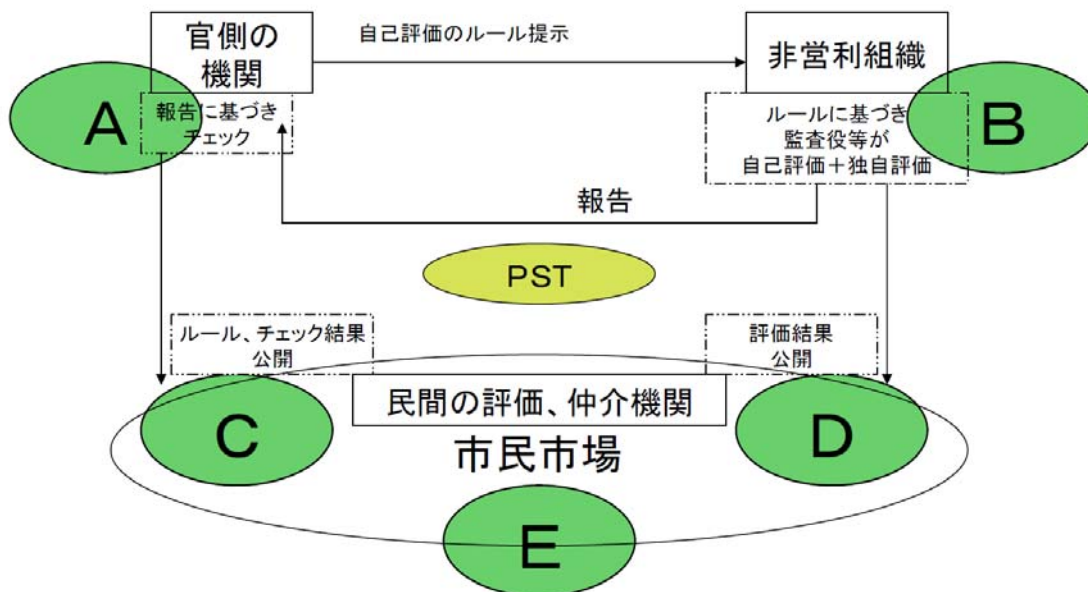 官側の
機関
自己評価のルール提示
非営利組織
A
報告に基づき
チェック
ルールに基づき
監査役等が
自己評価＋独自評価
B
報告
PST
ルール、チェック結果
公開
評価結果
公開
民間の評価、仲介機関
C
D
市民市場
E